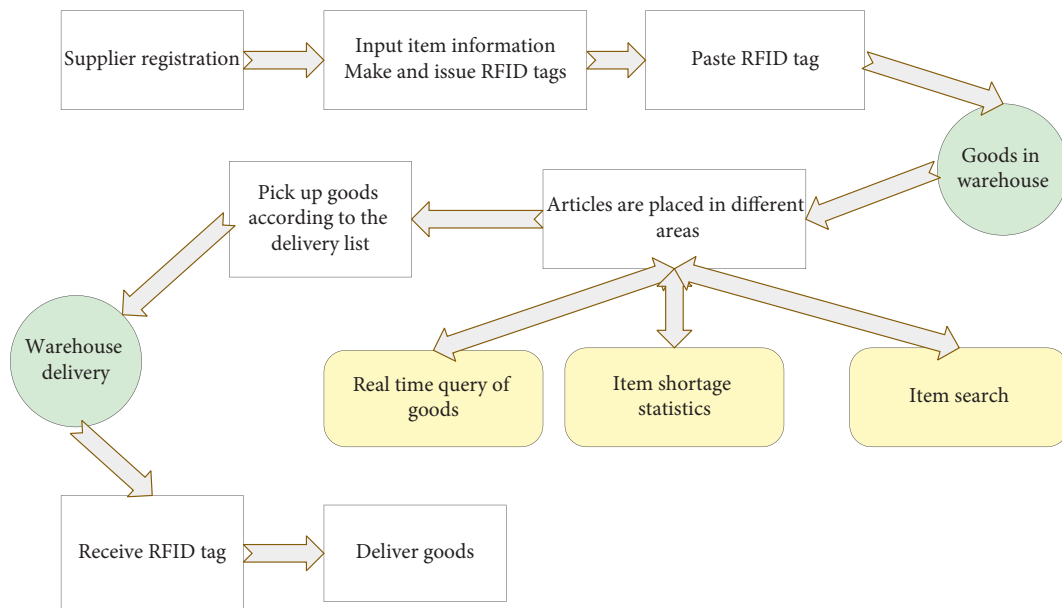 Supplier registration
Input item information
Make and issue RFID tags
Paste RFID tag
Goods in
warehouse
Articles are placed in different
areas
Pick up goods
according to the
delivery list
Warehouse
delivery
Real time query of
goods
Item shortage
statistics
Item search
Receive RFID tag
Deliver goods